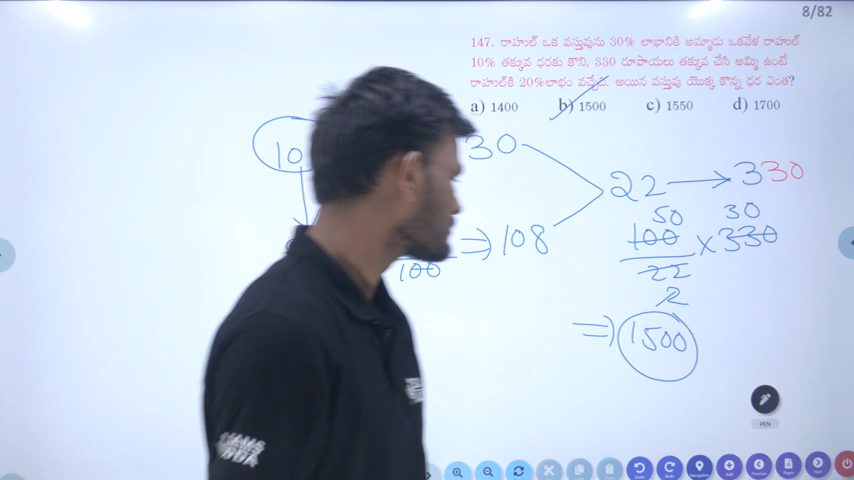 8/82
147. రాహుల్ ఒక వస్తువును 30% లాభానికి అమ్మాడు ఒకవేళ రాహుల్
10% తక్కువ ధరకు కొని, 330 రూపాయలు తక్కువ చేసి అమ్మి ఉంటే
రాహుల్‌కి 20%లాభం వచ్చేది. అయిన వస్తువు యొక్క కొన్న ధర ఎంత?
a) 1400 b) 1500 c) 1550 d) 1700
10 30
22 → 330
50 30
100 × 330
⇒ 108
22
100
2
⇒ 1500
PEN